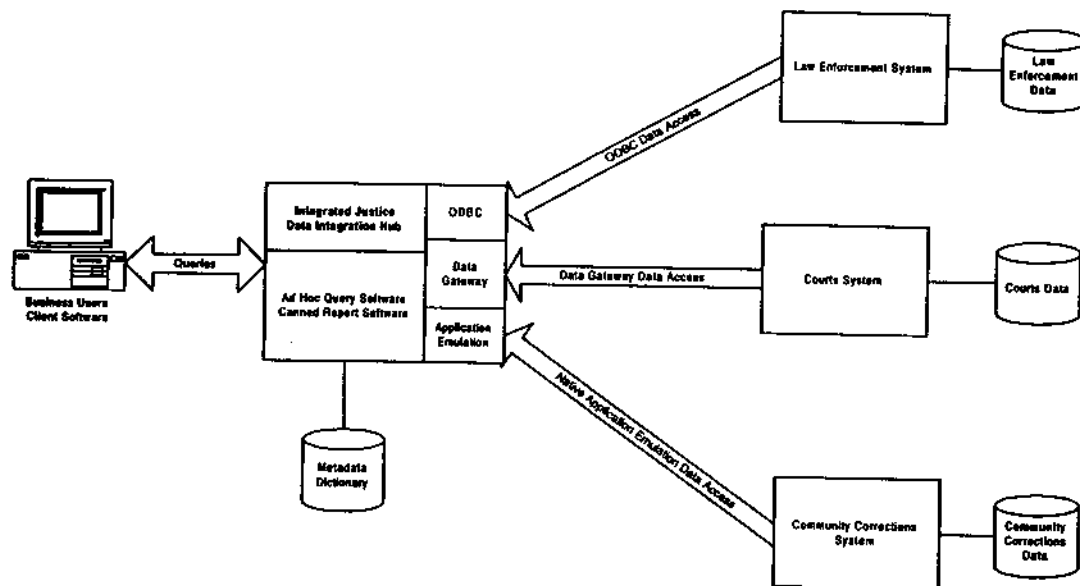 Law Enforcement System
Law
Enforcement
Data
ODBC Data Access
Integrated Justice
Data Integration Hub
ODBC
Queries
Data
Gateway
Data Gateway Data Access
Courts System
Courts Data
Business Users
Client Software
Ad Hoc Query Software
Canned Report Software
Application
Emulation
Native Application Emulation Data Access
Metadada
Dictionary
Community Corrections
System
Community
Corrections
Data